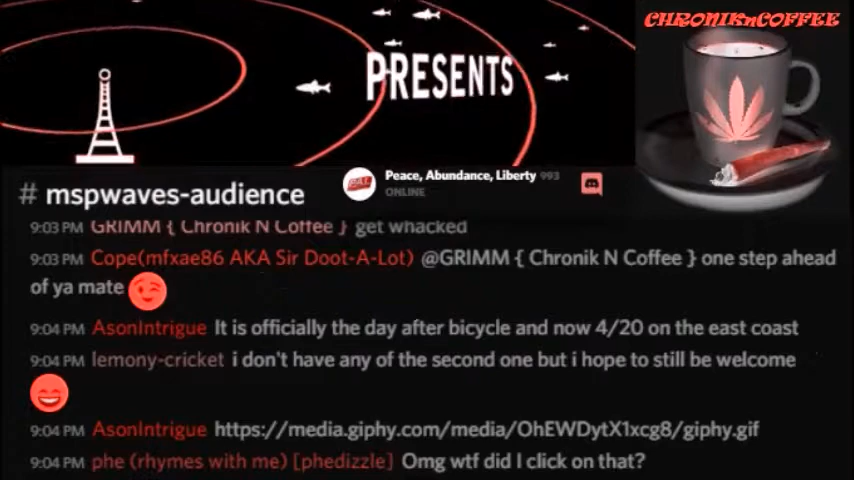 CHRONIKnCOFFEE
PRESENTS
# mspwaves-audience
Peace, Abundance, Liberty 993
ONLINE
9:03 PM GRIMM { Chronik N Coffee } get whacked
9:03 PM Cope(mfxae86 AKA Sir Doot-A-Lot) @GRIMM { Chronik N Coffee } one step ahead
of ya mate
9:04 PM AsonIntrigue It is officially the day after bicycle and now 4/20 on the east coast
9:04 PM lemony-cricket i don't have any of the second one but i hope to still be welcome
9:04 PM AsonIntrigue https://media.giphy.com/media/OhEWDytX1xcg8/giphy.gif
9:04 PM phe (rhymes with me) [phedizzle] Omg wtf did I click on that?